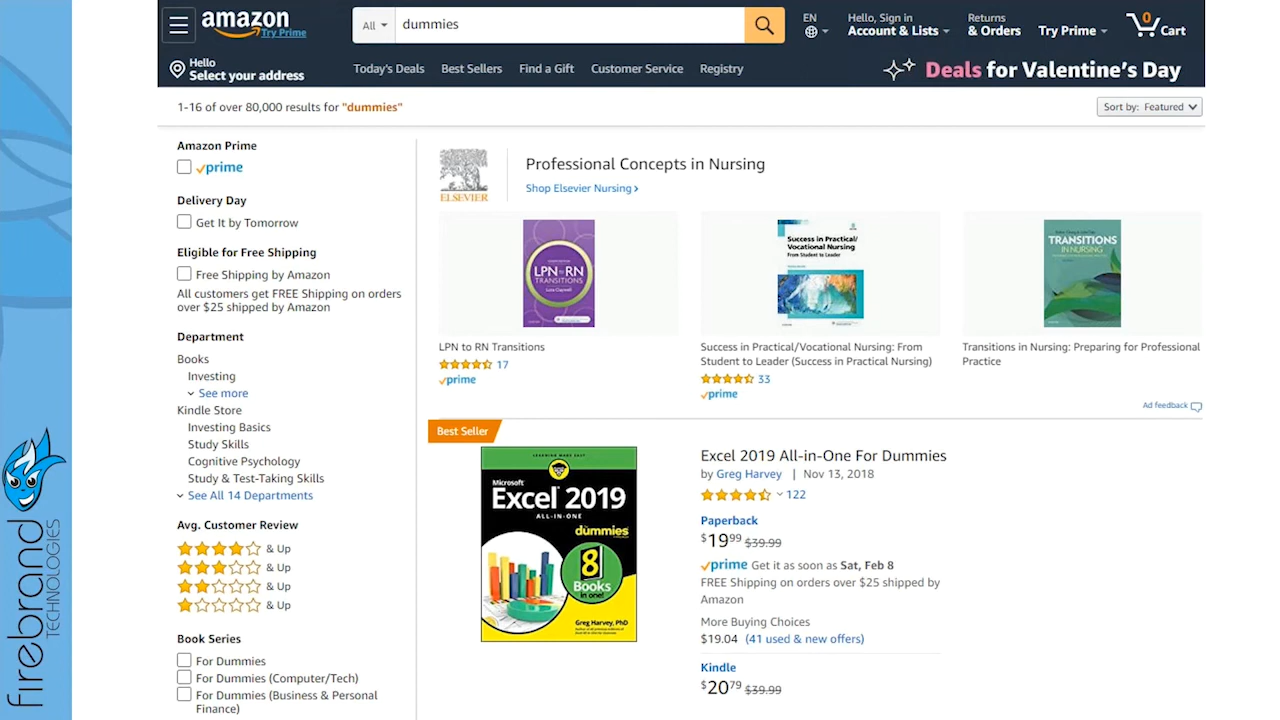 amazon
Try Prime
All
dummies
EN
Hello, Sign in
Account & Lists
Returns
& Orders
Try Prime
0
Cart
Hello
Select your address
Today's Deals
Best Sellers
Find a Gift
Customer Service
Registry
Deals for Valentine's Day
1-16 of over 80,000 results for "dummies"
Sort by: Featured
Amazon Prime
prime
Delivery Day
Get It by Tomorrow
Eligible for Free Shipping
Free Shipping by Amazon
All customers get FREE Shipping on orders
over $25 shipped by Amazon
Department
Books
Investing
See more
Kindle Store
Investing Basics
Study Skills
Cognitive Psychology
Study & Test-Taking Skills
See All 14 Departments
Avg. Customer Review
& Up
& Up
& Up
& Up
Book Series
For Dummies
For Dummies (Computer/Tech)
For Dummies (Business & Personal
Finance)
ELSEVIER
Professional Concepts in Nursing
Shop Elsevier Nursing
LPN to RN
TRANSITIONS
Success in Practical/
Vocational Nursing
From Student to Leader
TRANSITIONS
IN NURSING
LPN to RN Transitions
17
prime
Success in Practical/Vocational Nursing: From
Student to Leader (Success in Practical Nursing)
33
prime
Transitions in Nursing: Preparing for Professional
Practice
Ad feedback
Best Seller
LEARNING MADE EASY
Microsoft
Excel 2019
ALL-IN-ONE
dummies
8
Books
in one!
Greg Harvey, PhD
Excel 2019 All-in-One For Dummies
by Greg Harvey | Nov 13, 2018
122
Paperback
$19.99 $39.99
prime Get it as soon as Sat, Feb 8
FREE Shipping on orders over $25 shipped by
Amazon
More Buying Choices
$19.04 (41 used & new offers)
Kindle
$20.79 $39.99
firebrand
TECHNOLOGIES